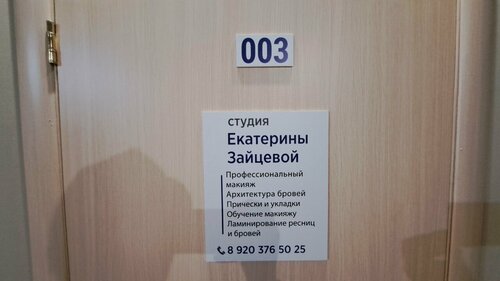 003
студия
Екатерины
Зайцевой
Профессиональный
макияж
Архитектура бровей
Прически и укладки
Обучение макияжу
Ламинирование ресниц
и бровей
8 920 376 50 25